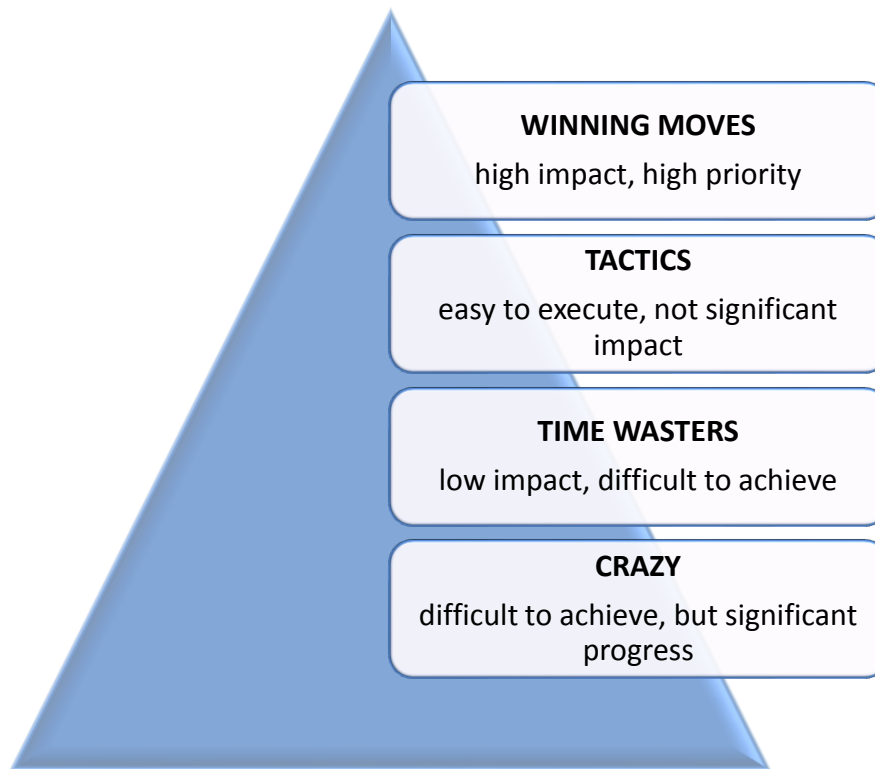 WINNING MOVES
high impact, high priority
TACTICS
easy to execute, not significant
impact
TIME WASTERS
low impact, difficult to achieve
CRAZY
difficult to achieve, but significant
progress